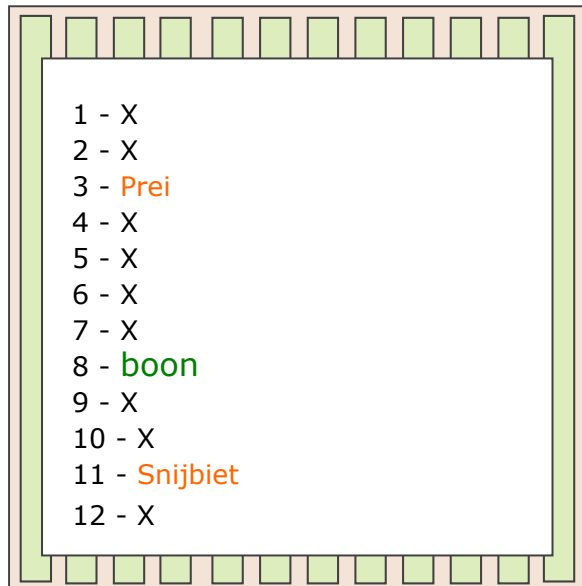 1 - X
2 - X
3 - Prei
4 - X
5 - X
6 - X
7 - X
8 - boon
9 - X
10 - X
11 - Snijbiet
12 - X